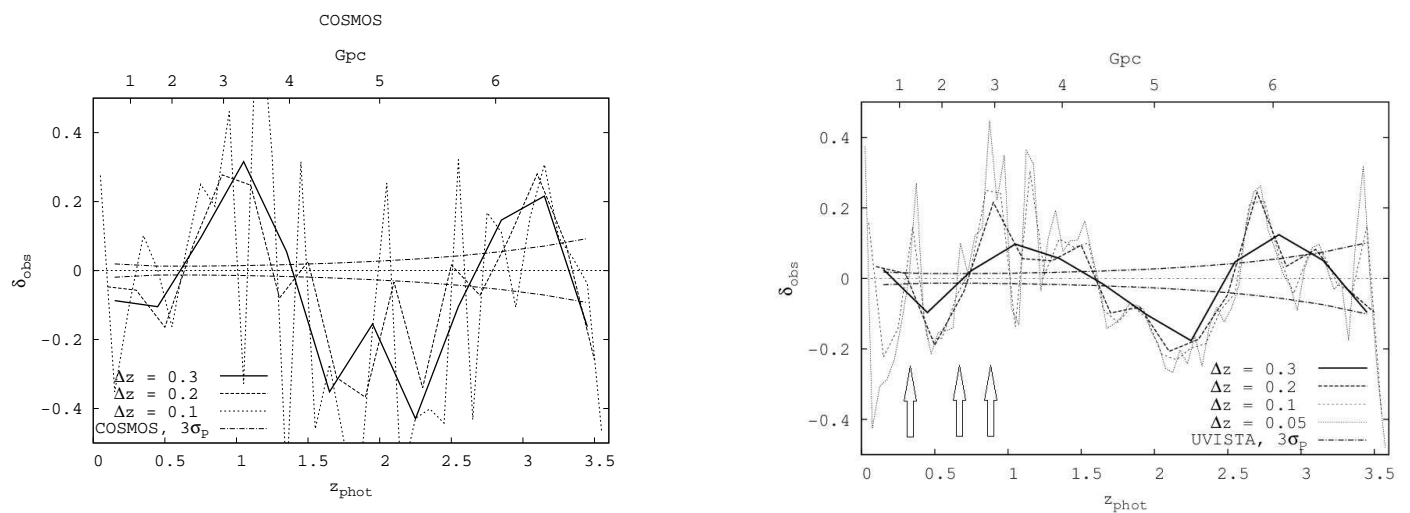 COSMOS
Gpc
1 2 3 4 5 6
0.4
0.2
0
-0.2
-0.4
δobs
Δz = 0.3
Δz = 0.2
Δz = 0.1
COSMOS, 3σP
0 0.5 1 1.5 2 2.5 3 3.5
zphot
Gpc
1 2 3 4 5 6
0.4
0.2
0
-0.2
-0.4
δobs
Δz = 0.3
Δz = 0.2
Δz = 0.1
Δz = 0.05
UVISTA, 3σP
0 0.5 1 1.5 2 2.5 3 3.5
zphot